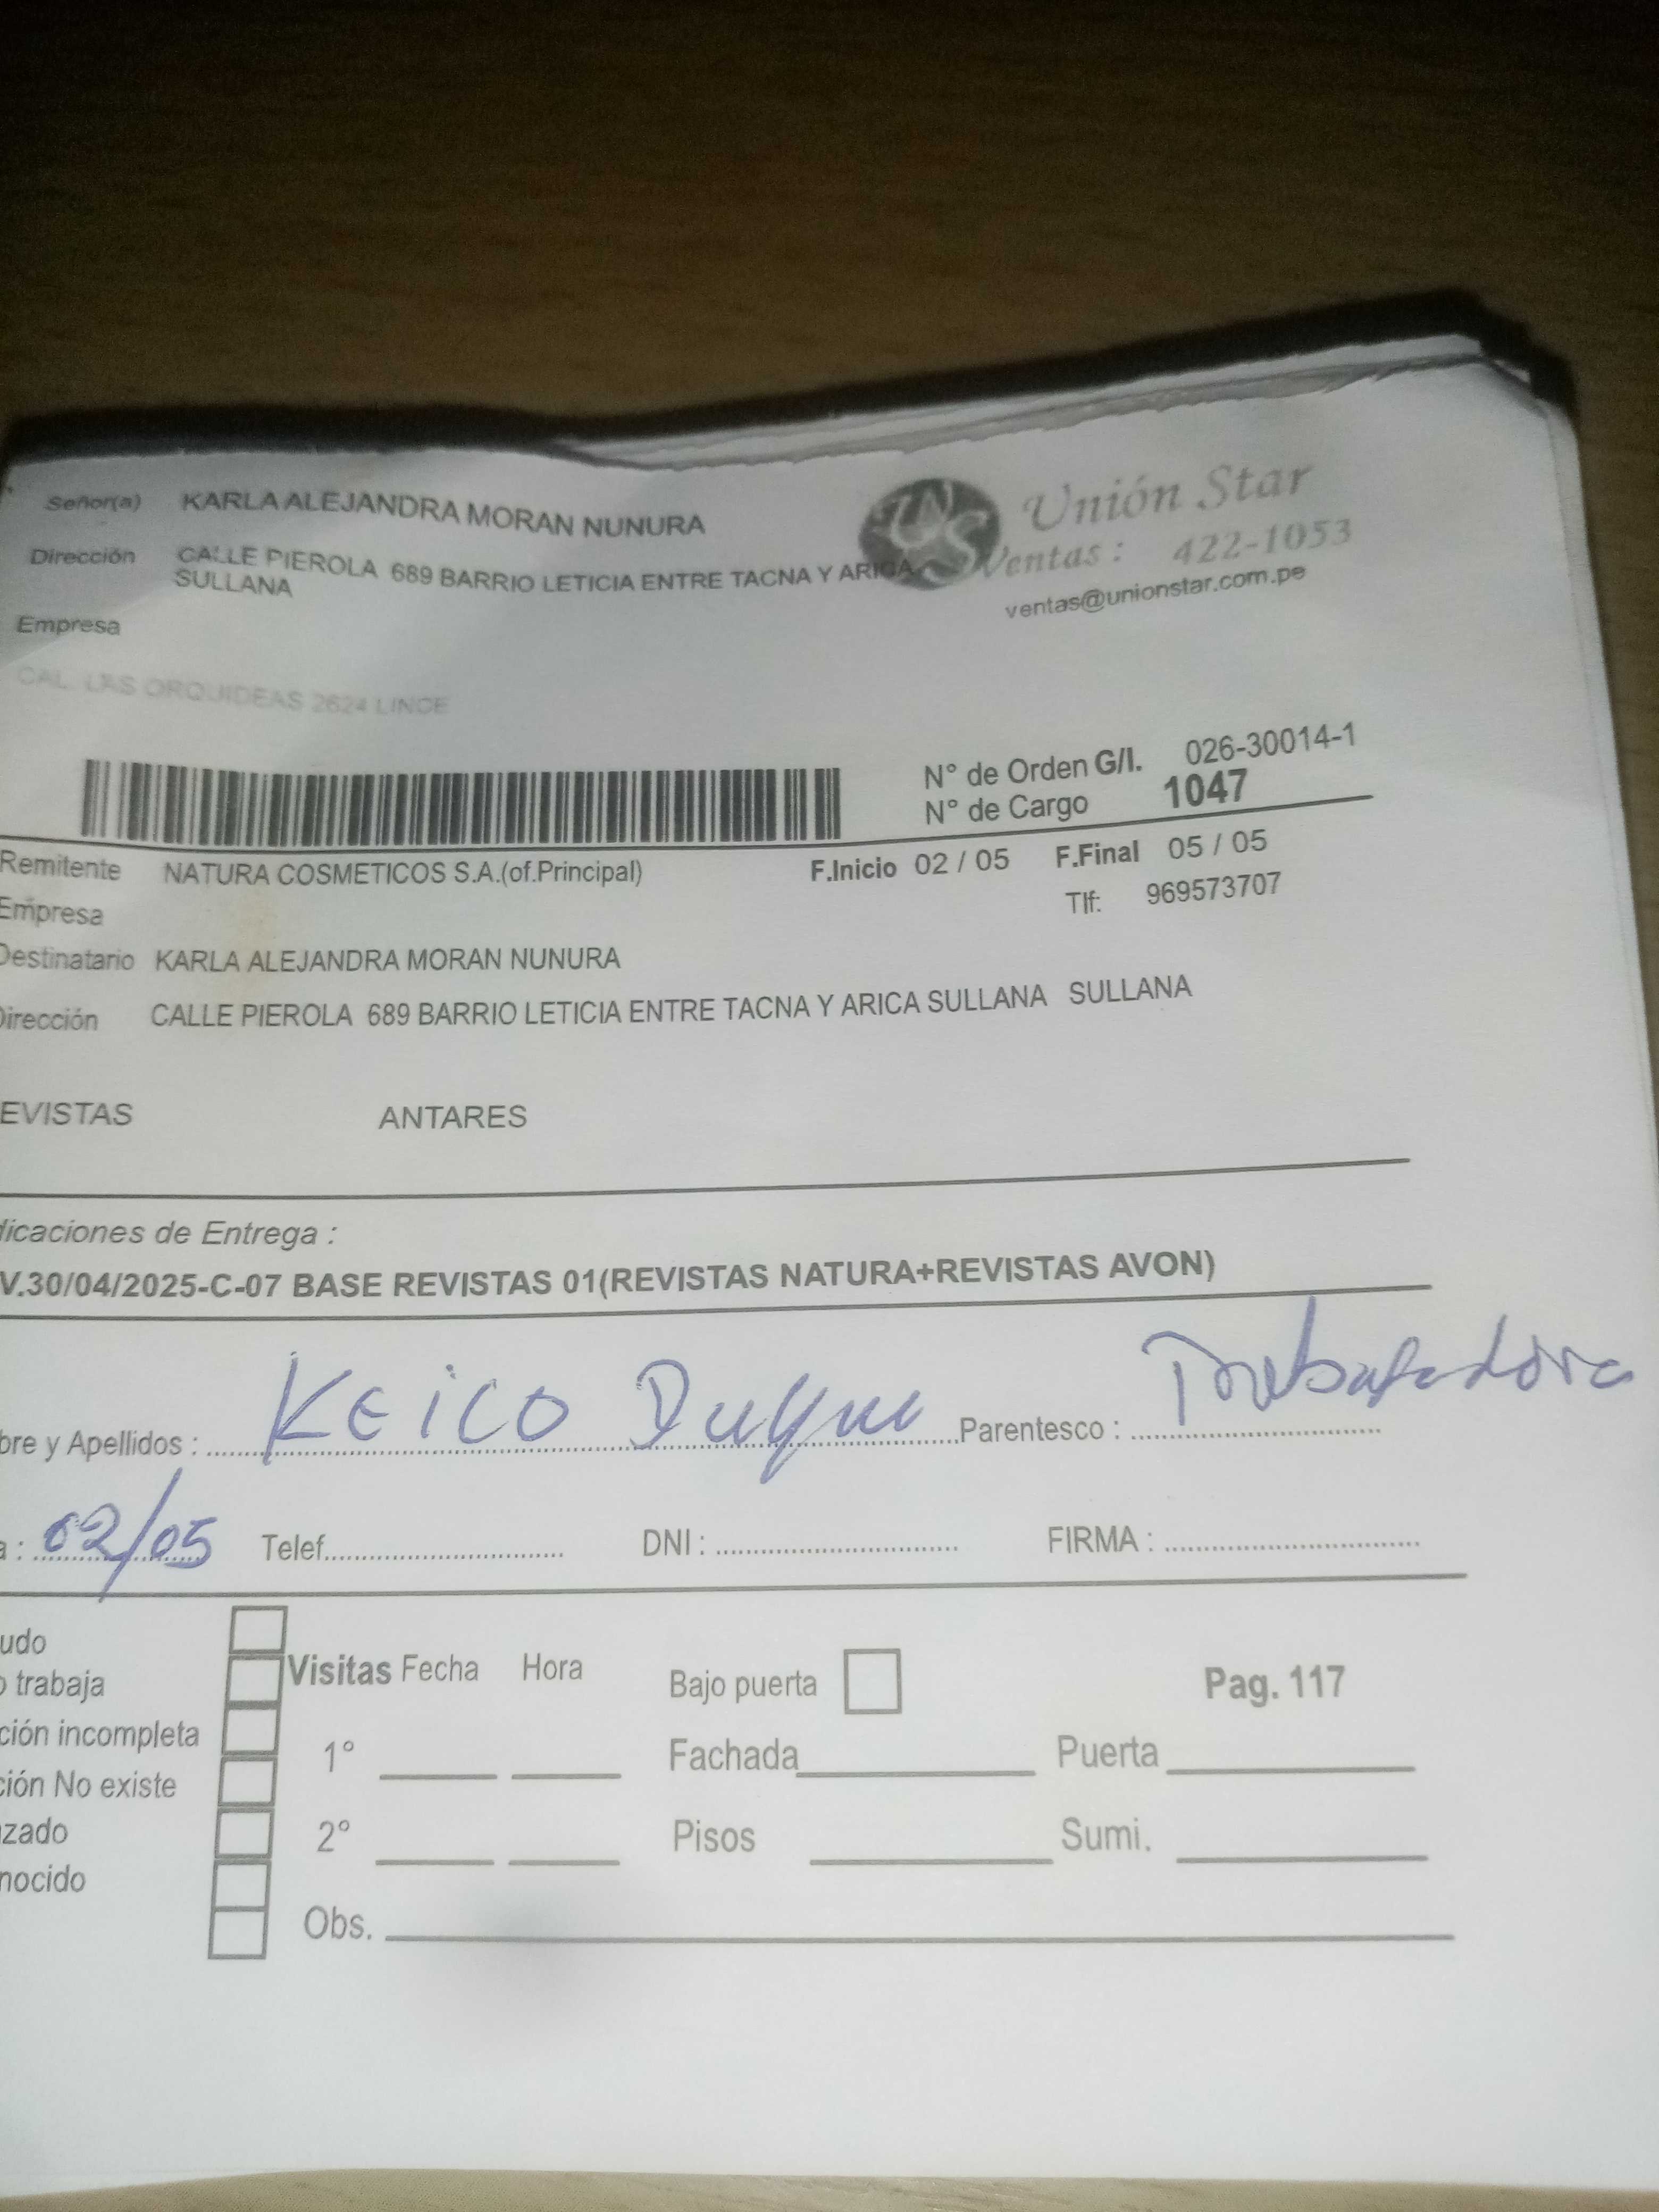 Señor(a) KARLA ALEJANDRA MORAN NUNURA
Unión Star
Dirección CALLE PIEROLA 689 BARRIO LETICIA ENTRE TACNA Y ARICA
SULLANA
Ventas : 422-1053
ventas@unionstar.com.pe
Empresa
CAL. LAS ORQUIDEAS 2624 LINCE
N° de Orden G/I. 026-30014-1
N° de Cargo 1047
Remitente NATURA COSMETICOS S.A.(of.Principal) F.Inicio 02 / 05 F.Final 05 / 05
Empresa Tlf: 969573707
Destinatario KARLA ALEJANDRA MORAN NUNURA
Dirección CALLE PIEROLA 689 BARRIO LETICIA ENTRE TACNA Y ARICA SULLANA SULLANA
EVISTAS ANTARES
dicaciones de Entrega :
V.30/04/2025-C-07 BASE REVISTAS 01(REVISTAS NATURA+REVISTAS AVON)
bre y Apellidos : KEiCO Duque Parentesco : Trabajadora
a : 02/05 Telef. DNI : FIRMA :
udo
Visitas Fecha Hora Bajo puerta Pag. 117
o trabaja
ción incompleta
1° Fachada Puerta
ción No existe
zado
2° Pisos Sumi.
nocido
Obs.